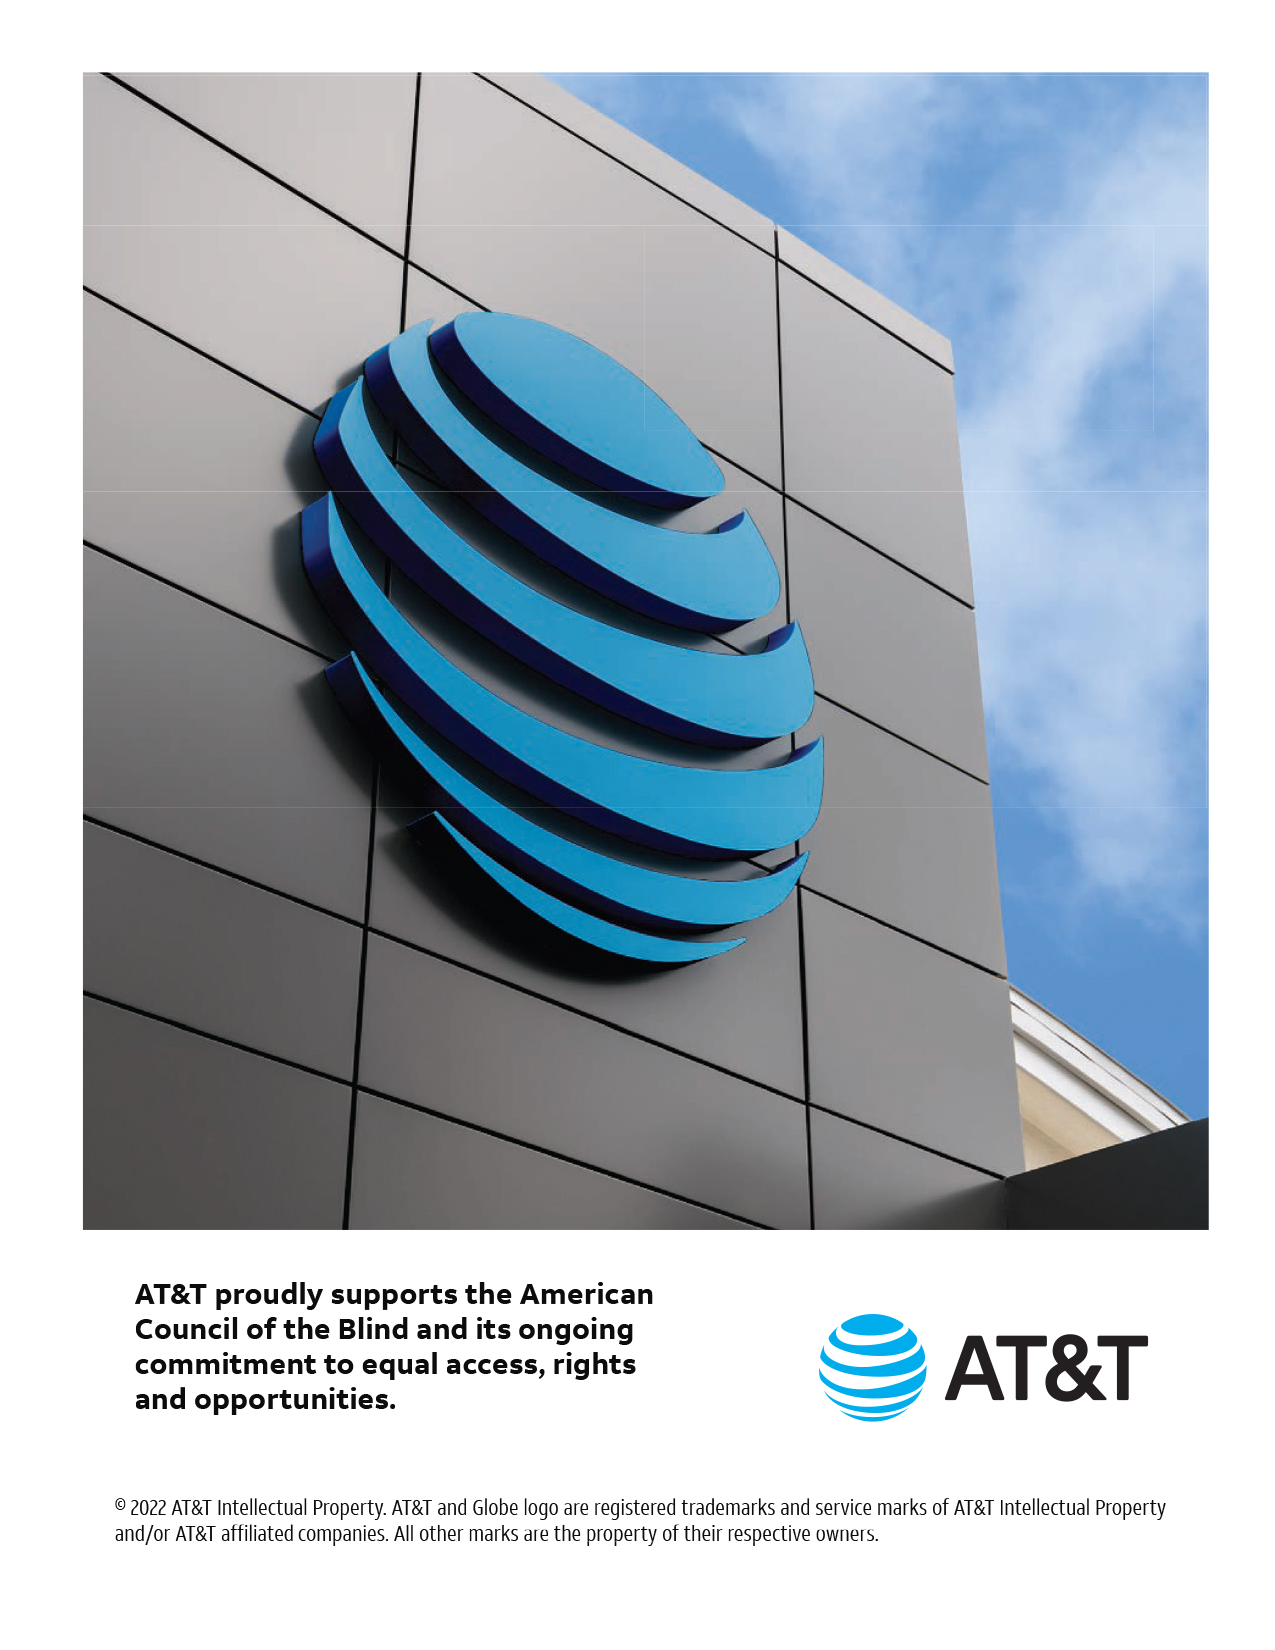 AT&T proudly supports the American
Council of the Blind and its ongoing
commitment to equal access, rights
and opportunities.
AT&T
© 2022 AT&T Intellectual Property. AT&T and Globe logo are registered trademarks and service marks of AT&T Intellectual Property
and/or AT&T affiliated companies. All other marks are the property of their respective owners.